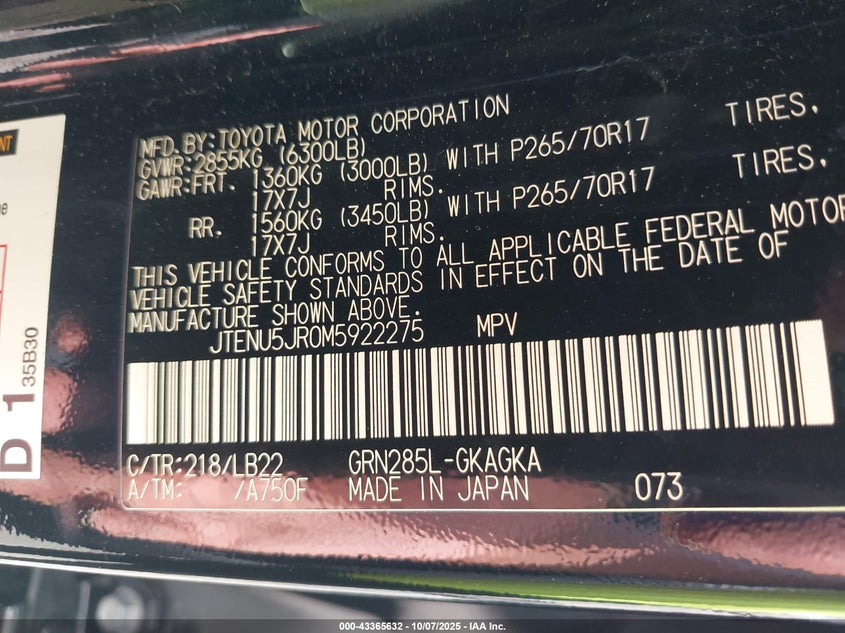 MFD. BY: TOYOTA MOTOR CORPORATION
GVWR: 2855KG (6300LB)
GAWR: FRT. 1360KG (3000LB) WITH P265/70R17 TIRES,
17X7J RIMS.
RR. 1560KG (3450LB) WITH P265/70R17 TIRES,
17X7J RIMS.
THIS VEHICLE CONFORMS TO ALL APPLICABLE FEDERAL MOTOR
VEHICLE SAFETY STANDARDS IN EFFECT ON THE DATE OF
MANUFACTURE SHOWN ABOVE.
JTENU5JR0M5922275 MPV
C/TR: 218/LB22 GRN285L-GKAGKA
A/TM: /A750F MADE IN JAPAN 073
D 1 35B30
000-43365632 - 10/07/2025 - IAA Inc.